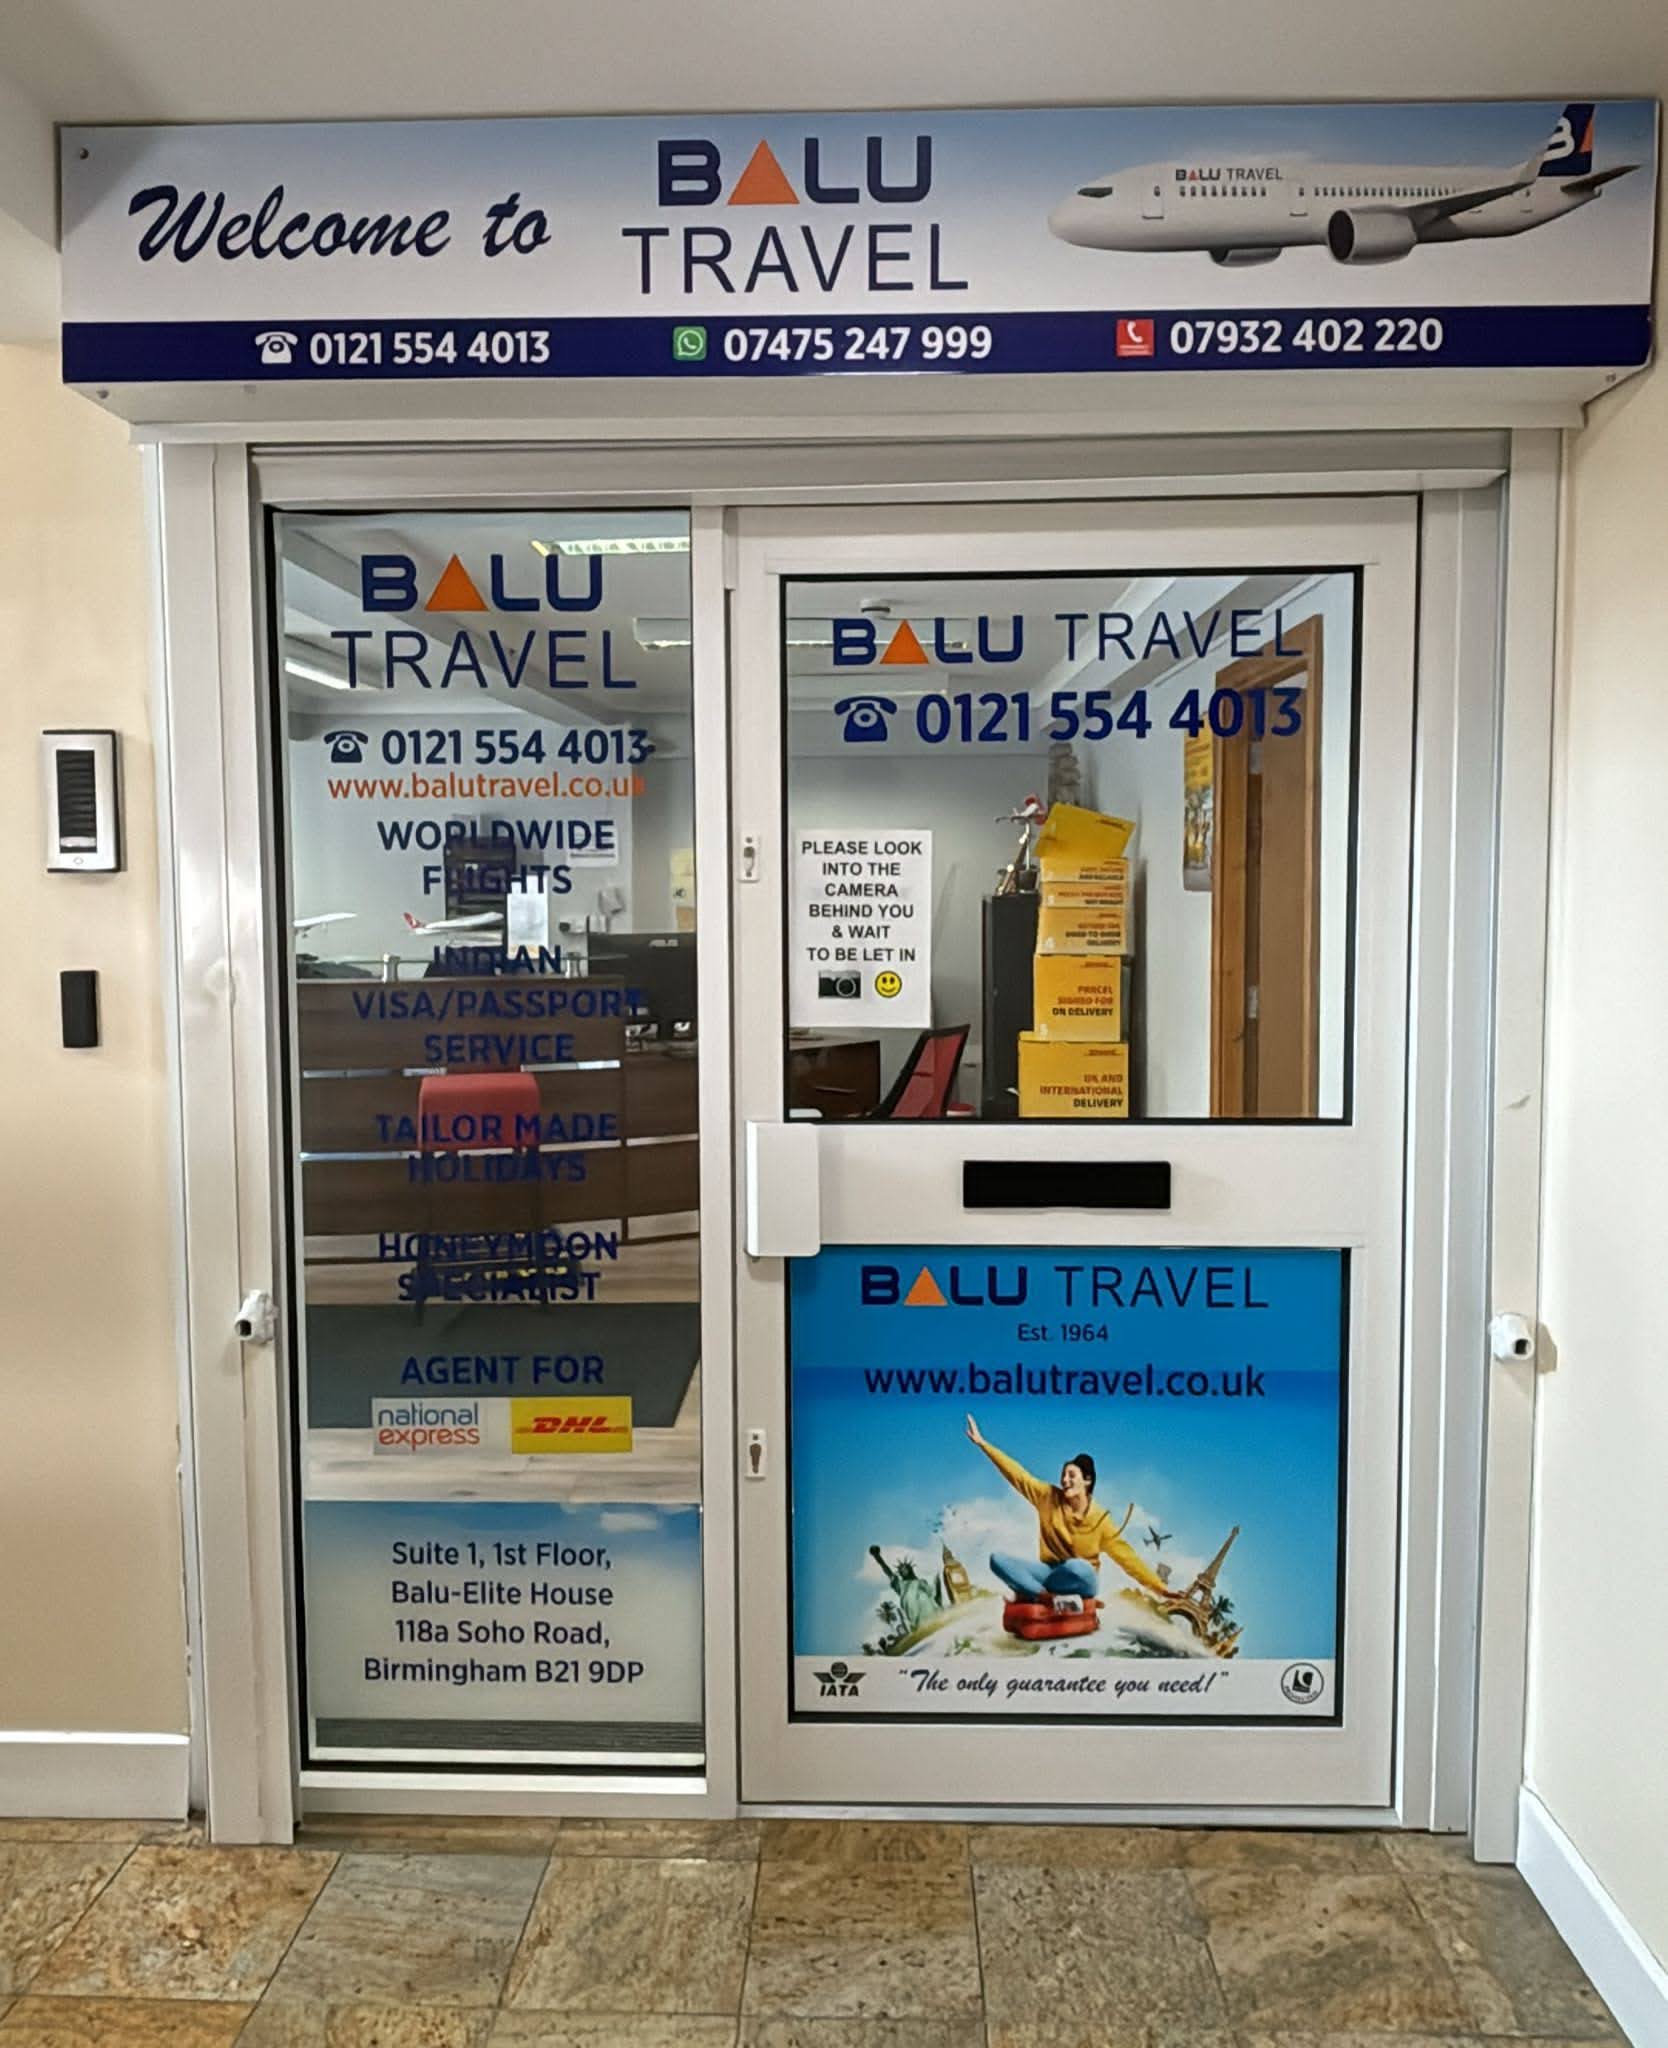 Welcome to
BALU
TRAVEL
BALU TRAVEL
B
0121 554 4013
07475 247 999
07932 402 220
BALU
TRAVEL
0121 554 4013
www.balutravel.co.uk
WORLDWIDE
FLIGHTS
INDIAN
VISA/PASSPORT
SERVICE
TAILOR MADE
HOLIDAYS
HONEYMOON
SPECIALIST
AGENT FOR
national
express
DHL
Suite 1, 1st Floor,
Balu-Elite House
118a Soho Road,
Birmingham B21 9DP
BALU TRAVEL
0121 554 4013
PLEASE LOOK
INTO THE
CAMERA
BEHIND YOU
& WAIT
TO BE LET IN
DOOR TO DOOR
DELIVERY
PARCEL
SIGNED FOR
ON DELIVERY
UK AND
INTERNATIONAL
DELIVERY
BALU TRAVEL
Est. 1964
www.balutravel.co.uk
IATA
"The only guarantee you need!"